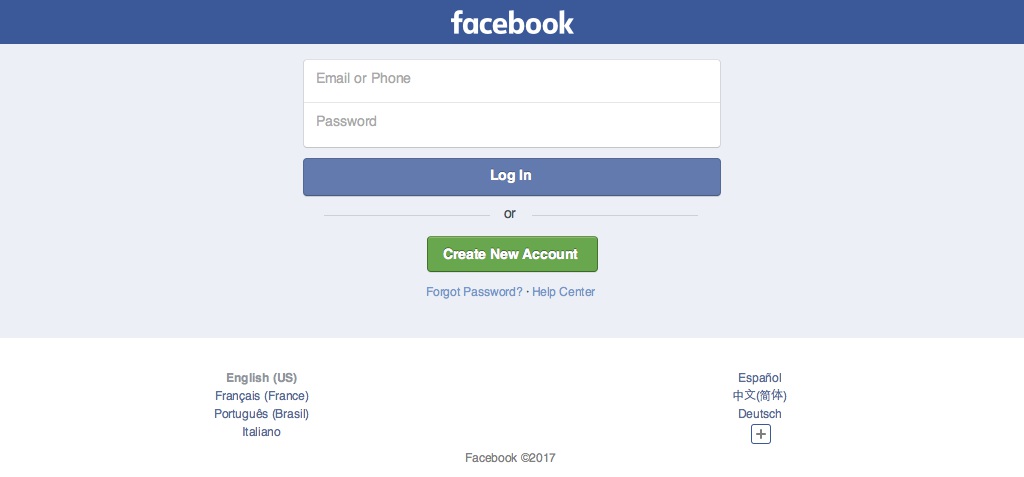 facebook
Email or Phone
Password
Log In
or
Create New Account
Forgot Password? · Help Center
English (US)
Français (France)
Português (Brasil)
Italiano
Español
中文(简体)
Deutsch
Facebook ©2017